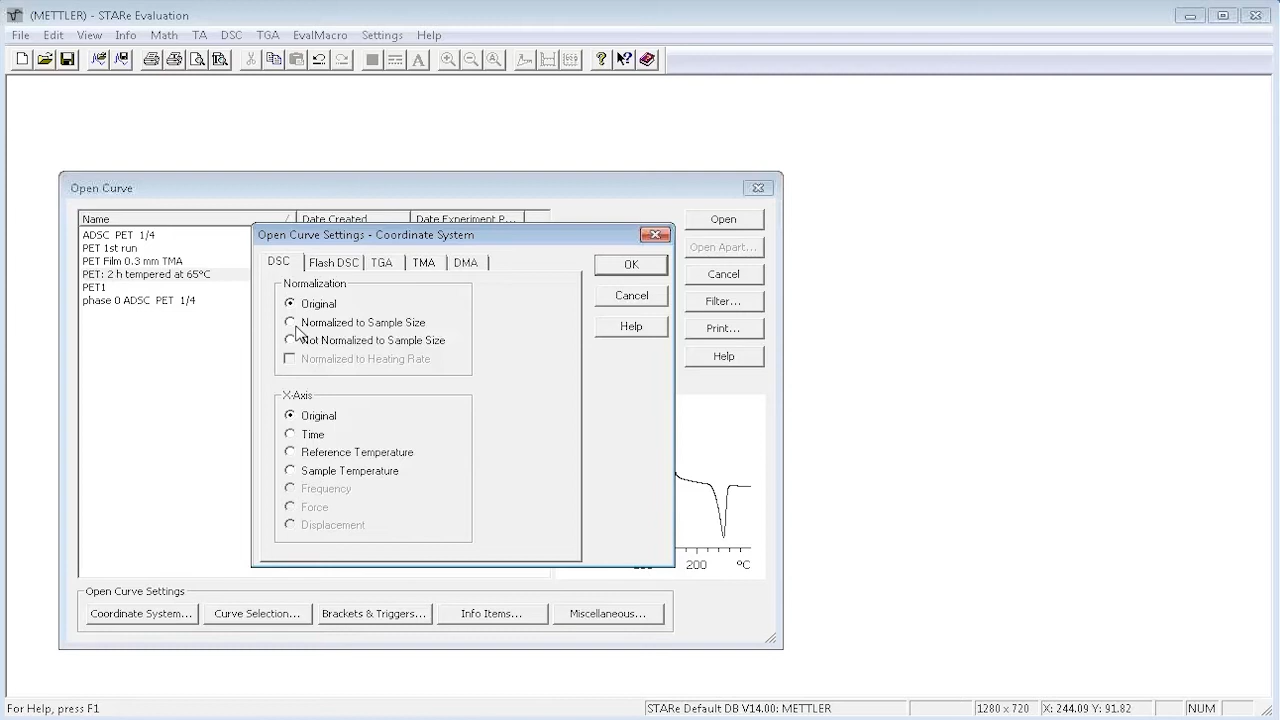 (METTLER) - STARe Evaluation
File Edit View Info Math TA DSC TGA EvalMacro Settings Help
Open Curve
Name / Date Created Date Experiment P...
ADSC PET 1/4
PET 1st run
PET Film 0.3 mm TMA
PET: 2 h tempered at 65°C
PET1
phase 0 ADSC PET 1/4
Open
Open Apart...
Cancel
Filter...
Print...
Help
Open Curve Settings - Coordinate System
DSC Flash DSC TGA TMA DMA
OK
Cancel
Help
Normalization
Original
Normalized to Sample Size
Not Normalized to Sample Size
Normalized to Heating Rate
X-Axis
Original
Time
Reference Temperature
Sample Temperature
Frequency
Force
Displacement
200 °C
Open Curve Settings
Coordinate System... Curve Selection... Brackets & Triggers... Info Items... Miscellaneous...
For Help, press F1 STARe Default DB V14.00: METTLER 1280 x 720 X: 244.09 Y: 91.82 NUM